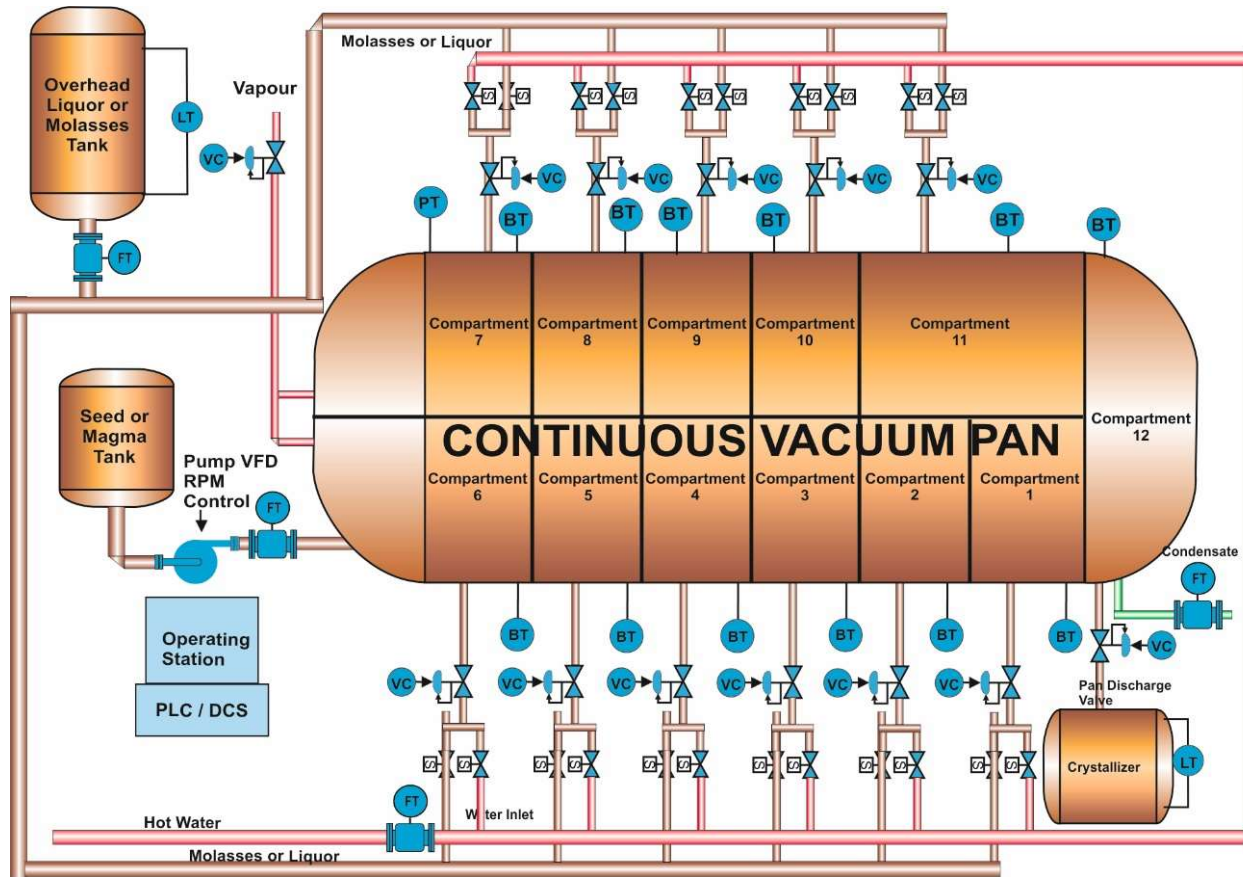 Molasses or Liquor
Overhead
Liquor or
Molasses
Tank
LT
Vapour
VC
FT
S
S
S
S
S
S
S
S
S
S
VC
VC
VC
VC
VC
PT
BT
BT
BT
BT
BT
BT
Compartment
7
Compartment
8
Compartment
9
Compartment
10
Compartment
11
Compartment
12
CONTINUOUS VACUUM PAN
Compartment
6
Compartment
5
Compartment
4
Compartment
3
Compartment
2
Compartment
1
Seed or
Magma
Tank
Pump VFD
RPM
Control
FT
Condensate
FT
Operating
Station
PLC / DCS
BT
BT
BT
BT
BT
BT
VC
VC
VC
VC
VC
VC
VC
Pan Discharge
Valve
Crystallizer
LT
S
S
S
S
S
S
S
S
S
S
S
S
FT
Water Inlet
Hot Water
Molasses or Liquor